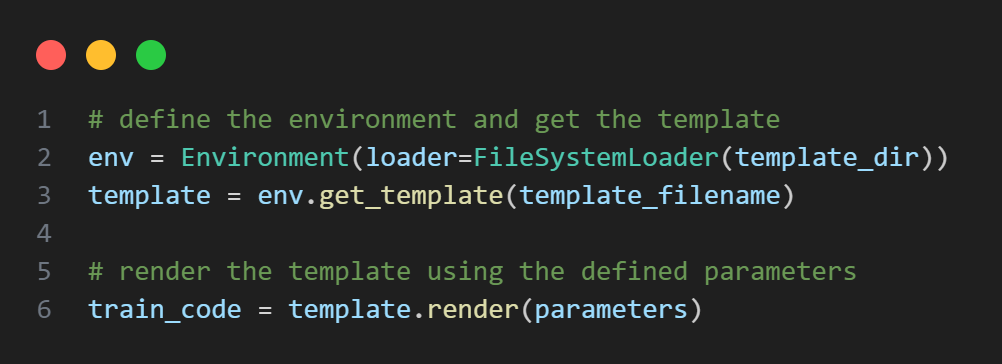 1 # define the environment and get the template
2 env = Environment(loader=FileSystemLoader(template_dir))
3 template = env.get_template(template_filename)
4
5 # render the template using the defined parameters
6 train_code = template.render(parameters)